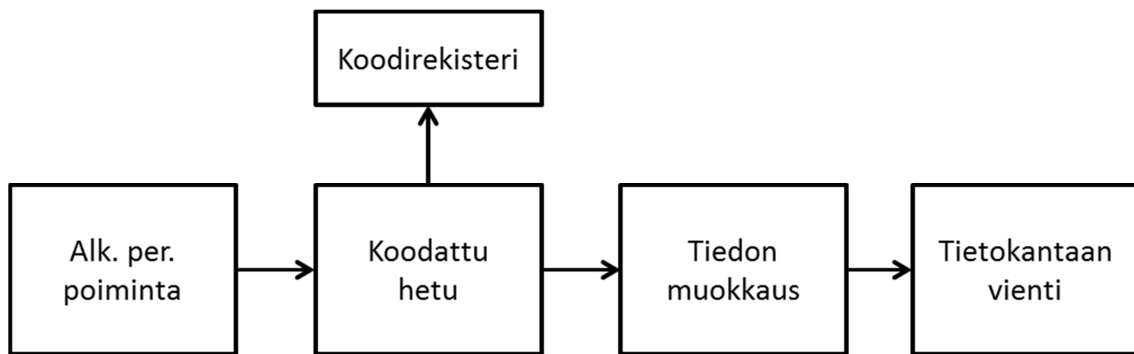 Koodirekisteri
Alk. per.
poiminta
Koodattu
hetu
Tiedon
muokkaus
Tietokantaan
vienti